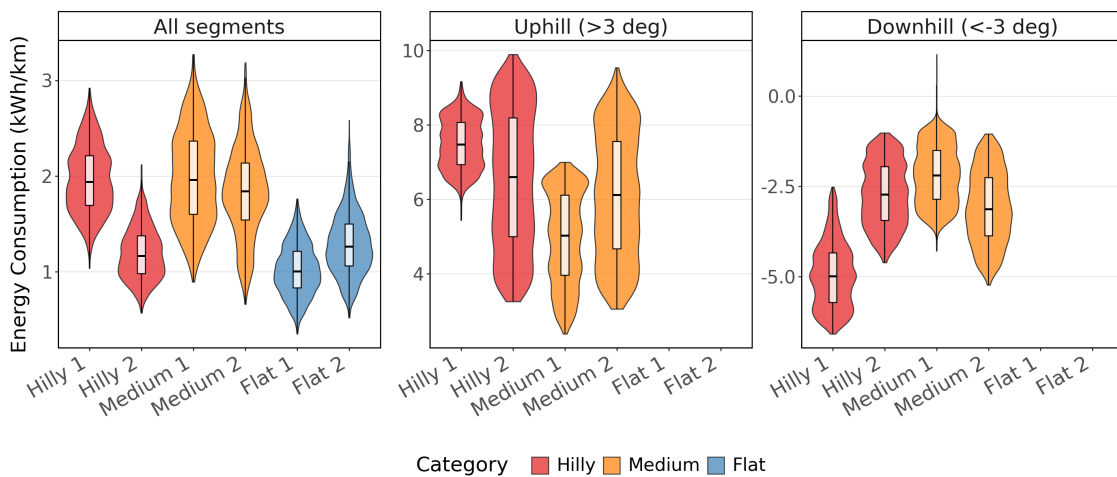 All segments
Uphill (>3 deg)
Downhill (<-3 deg)
Energy Consumption (kWh/km)
3
2
1
10
8
6
4
0.0
-2.5
-5.0
Hilly 1
Hilly 2
Medium 1
Medium 2
Flat 1
Flat 2
Hilly 1
Hilly 2
Medium 1
Medium 2
Flat 1
Flat 2
Hilly 1
Hilly 2
Medium 1
Medium 2
Flat 1
Flat 2
Category Hilly Medium Flat